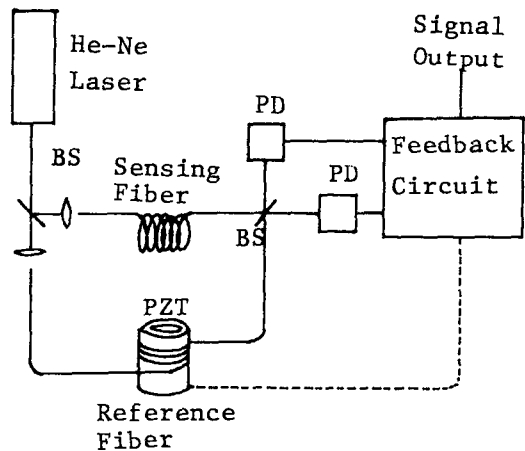 He-Ne
Laser
Signal
Output
PD
BS
Sensing
Fiber
PD
Feedback
Circuit
BS
PZT
Reference
Fiber